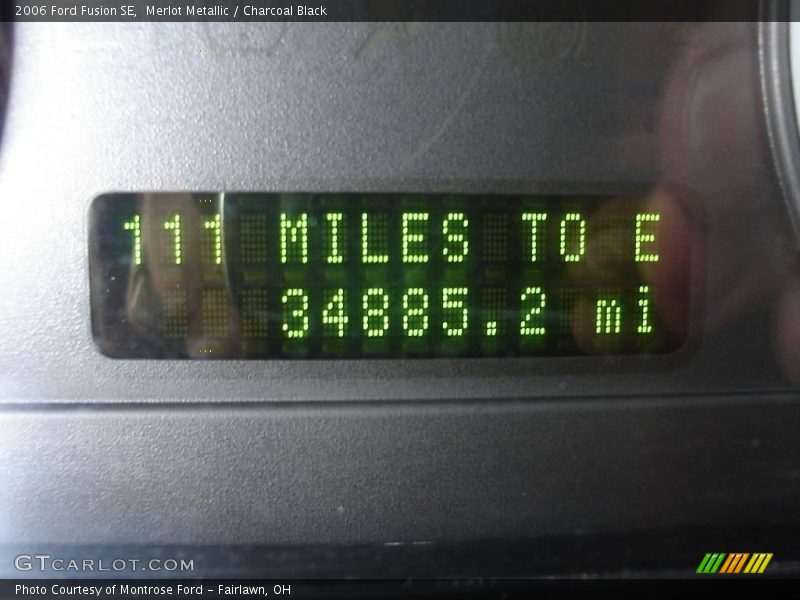 2006 Ford Fusion SE,  Merlot Metallic / Charcoal Black
111 MILES TO E
34885.2 mi
GTCARLOT.COM
Photo Courtesy of Montrose Ford - Fairlawn, OH